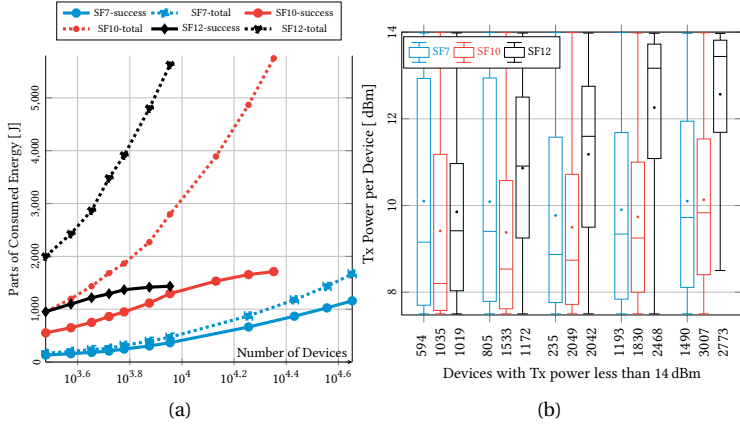 SF7-success SF7-total SF10-success
SF10-total SF12-success SF12-total
Parts of Consumed Energy [ J]
5,000
4,000
3,000
2,000
1,000
0
Number of Devices
10^3.6 10^3.8 10^4 10^4.2 10^4.4 10^4.6
(a)
SF7 SF10 SF12
Tx Power per Device [ dBm]
14
12
10
8
594 1035 1019 805 1533 1172 235 2049 2042 1193 1830 2468 1490 3007 2773
Devices with Tx power less than 14 dBm
(b)